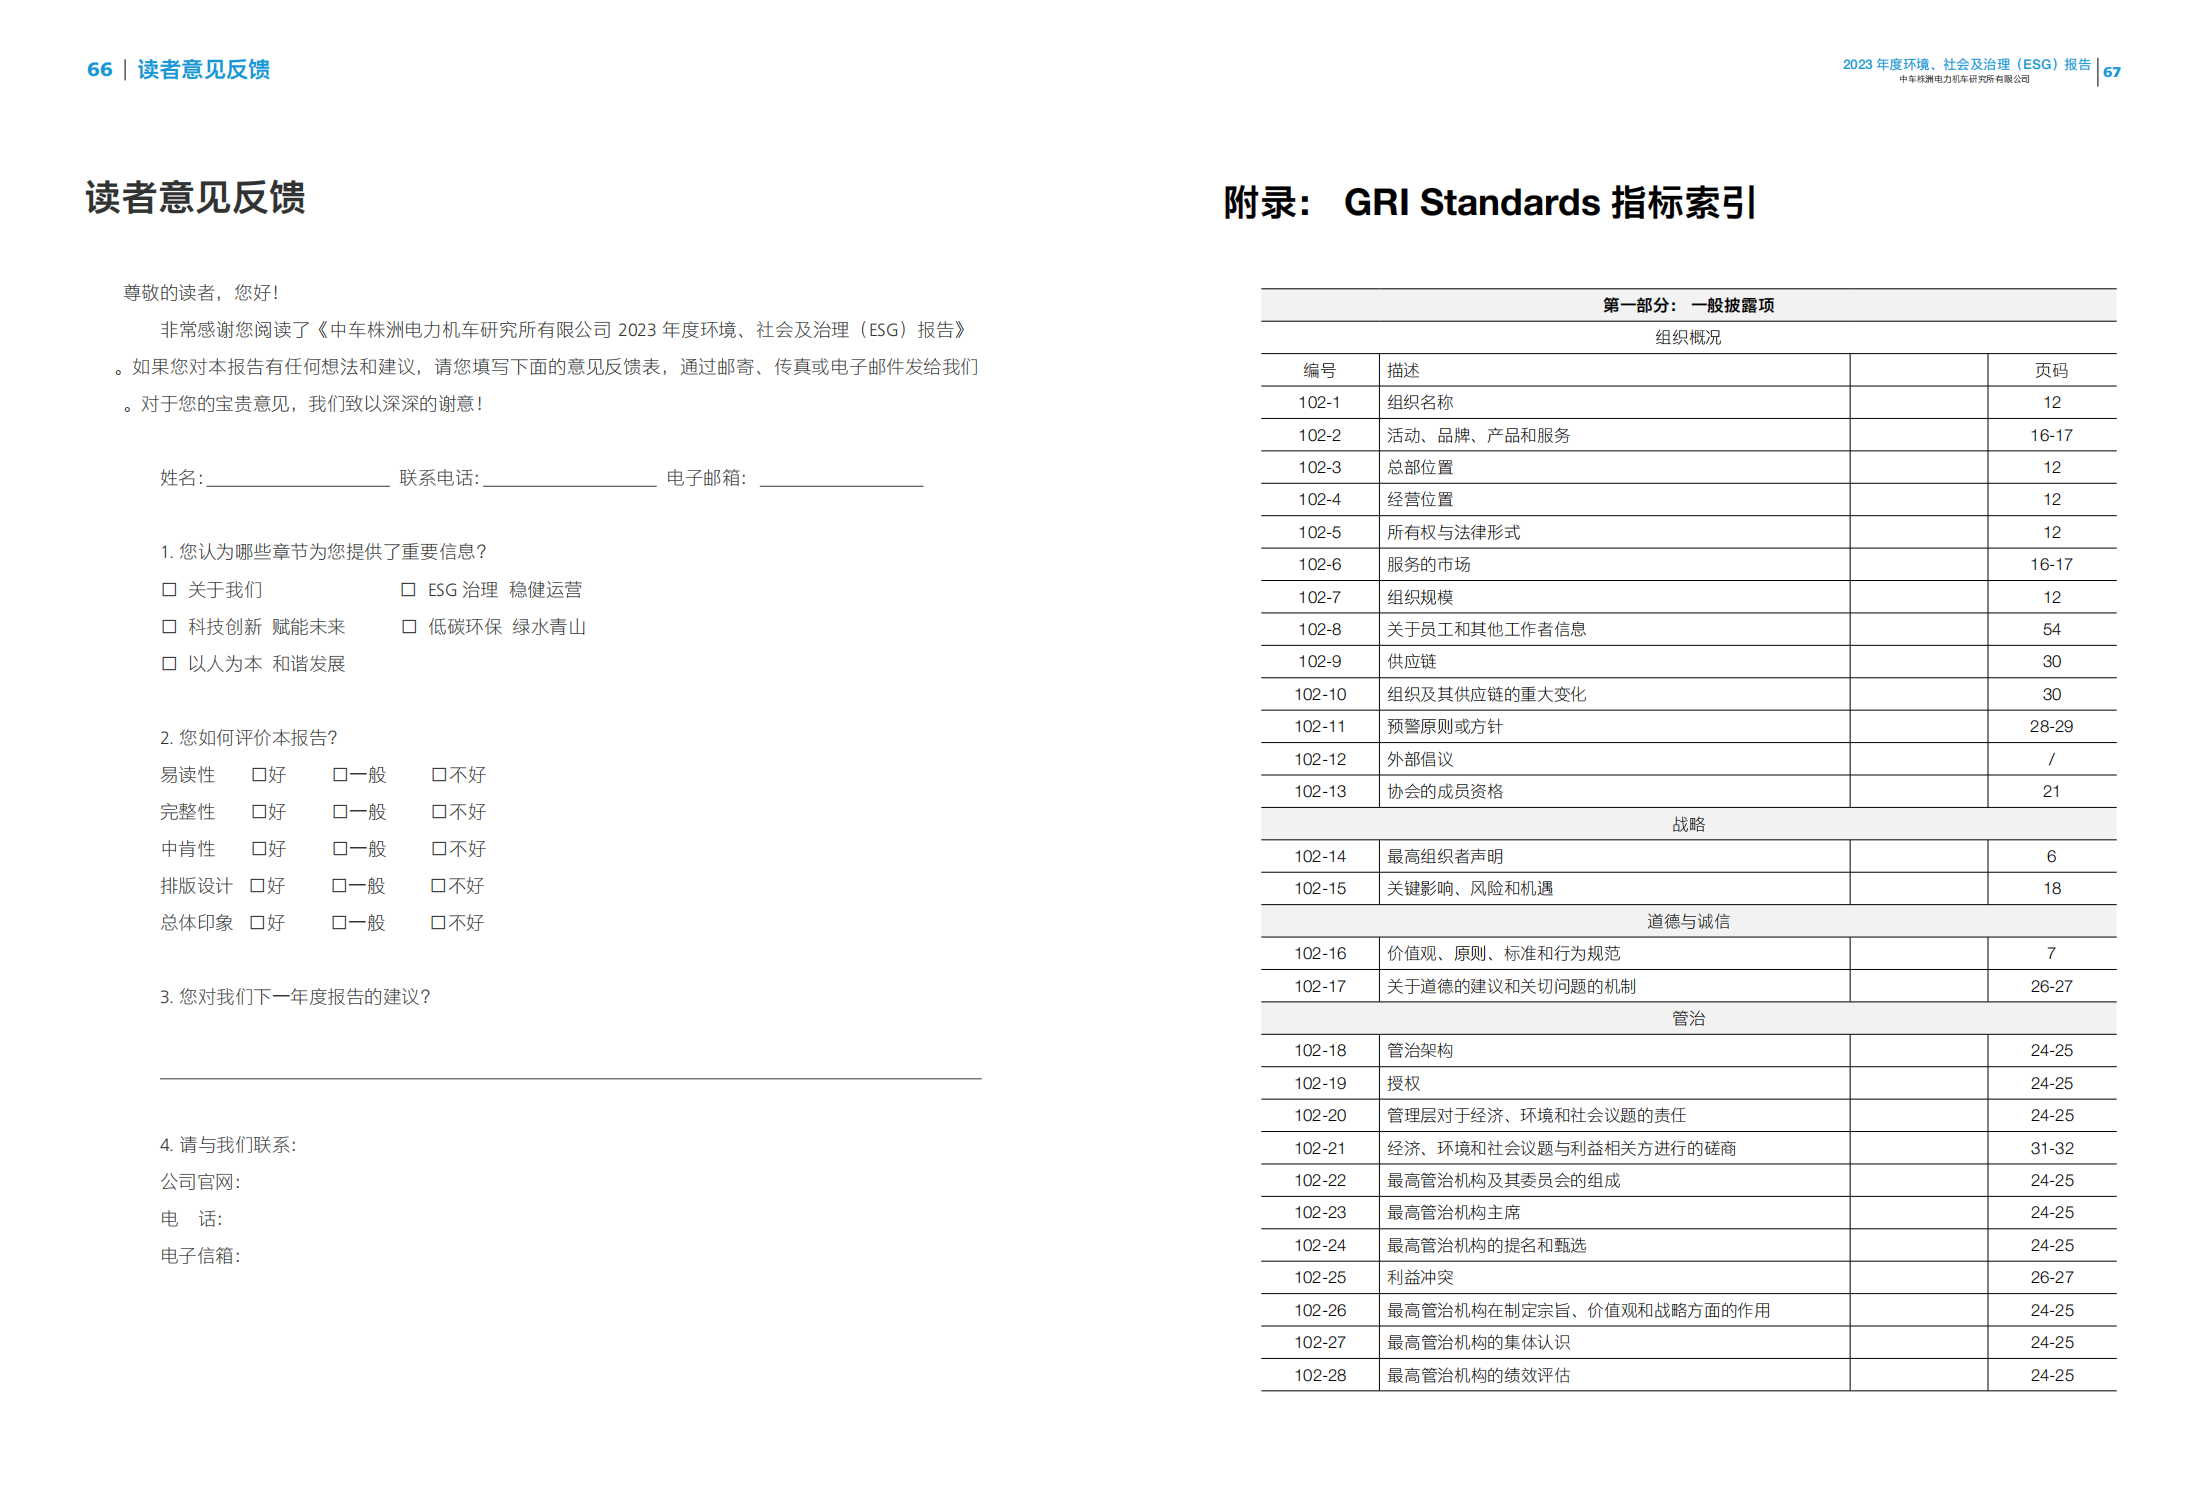 66 | 读者意见反馈
读者意见反馈
尊敬的读者，您好！
非常感谢您阅读了《中车株洲电力机车研究所有限公司 2023 年度环境、社会及治理（ESG）报告》
。如果您对本报告有任何想法和建议，请您填写下面的意见反馈表，通过邮寄、传真或电子邮件发给我们
。对于您的宝贵意见，我们致以深深的谢意！
姓名：____________ 联系电话：____________ 电子邮箱：____________
1. 您认为哪些章节为您提供了重要信息？
□ 关于我们 □ ESG 治理 稳健运营
□ 科技创新 赋能未来 □ 低碳环保 绿水青山
□ 以人为本 和谐发展
2. 您如何评价本报告？
易读性 □好 □一般 □不好
完整性 □好 □一般 □不好
中肯性 □好 □一般 □不好
排版设计 □好 □一般 □不好
总体印象 □好 □一般 □不好
3. 您对我们下一年度报告的建议？
4. 请与我们联系：
公司官网：
电 话：
电子信箱：
2023 年度环境、社会及治理（ESG）报告 | 67
中车株洲电力机车研究所有限公司
附录： GRI Standards 指标索引
第一部分： 一般披露项
组织概况
编号 描述 页码
102-1 组织名称 12
102-2 活动、品牌、产品和服务 16-17
102-3 总部位置 12
102-4 经营位置 12
102-5 所有权与法律形式 12
102-6 服务的市场 16-17
102-7 组织规模 12
102-8 关于员工和其他工作者信息 54
102-9 供应链 30
102-10 组织及其供应链的重大变化 30
102-11 预警原则或方针 28-29
102-12 外部倡议 /
102-13 协会的成员资格 21
战略
102-14 最高组织者声明 6
102-15 关键影响、风险和机遇 18
道德与诚信
102-16 价值观、原则、标准和行为规范 7
102-17 关于道德的建议和关切问题的机制 26-27
管治
102-18 管治架构 24-25
102-19 授权 24-25
102-20 管理层对于经济、环境和社会议题的责任 24-25
102-21 经济、环境和社会议题与利益相关方进行的磋商 31-32
102-22 最高管治机构及其委员会的组成 24-25
102-23 最高管治机构主席 24-25
102-24 最高管治机构的提名和甄选 24-25
102-25 利益冲突 26-27
102-26 最高管治机构在制定宗旨、价值观和战略方面的作用 24-25
102-27 最高管治机构的集体认识 24-25
102-28 最高管治机构的绩效评估 24-25